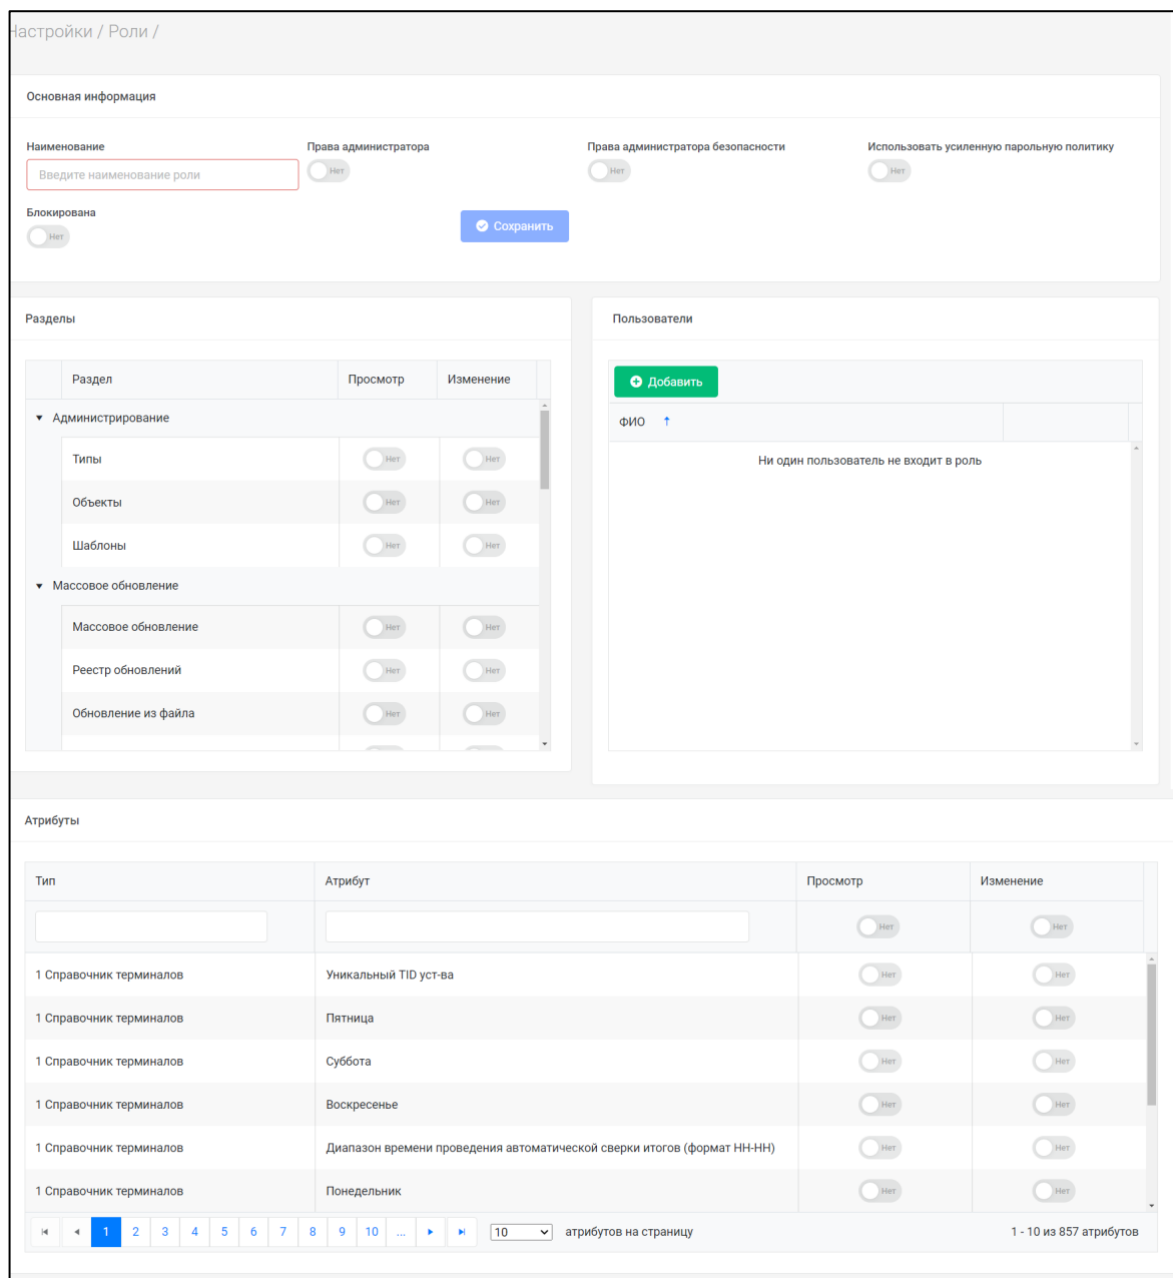 Настройки / Роли /
Основная информация
Наименование
Права администратора
Права администратора безопасности
Использовать усиленную парольную политику
Введите наименование роли
Нет
Нет
Нет
Блокирована
Нет
Сохранить
Разделы
Раздел Просмотр Изменение
Администрирование
Типы Нет Нет
Объекты Нет Нет
Шаблоны Нет Нет
Массовое обновление
Массовое обновление Нет Нет
Реестр обновлений Нет Нет
Обновление из файла Нет Нет
Пользователи
Добавить
ФИО ↑
Ни один пользователь не входит в роль
Атрибуты
Тип Атрибут Просмотр Изменение
Нет Нет
1 Справочник терминалов Уникальный TID уст-ва Нет Нет
1 Справочник терминалов Пятница Нет Нет
1 Справочник терминалов Суббота Нет Нет
1 Справочник терминалов Воскресенье Нет Нет
1 Справочник терминалов Диапазон времени проведения автоматической сверки итогов (формат НН-НН) Нет Нет
1 Справочник терминалов Понедельник Нет Нет
1 2 3 4 5 6 7 8 9 10 ... 10 атрибутов на страницу 1 - 10 из 857 атрибутов